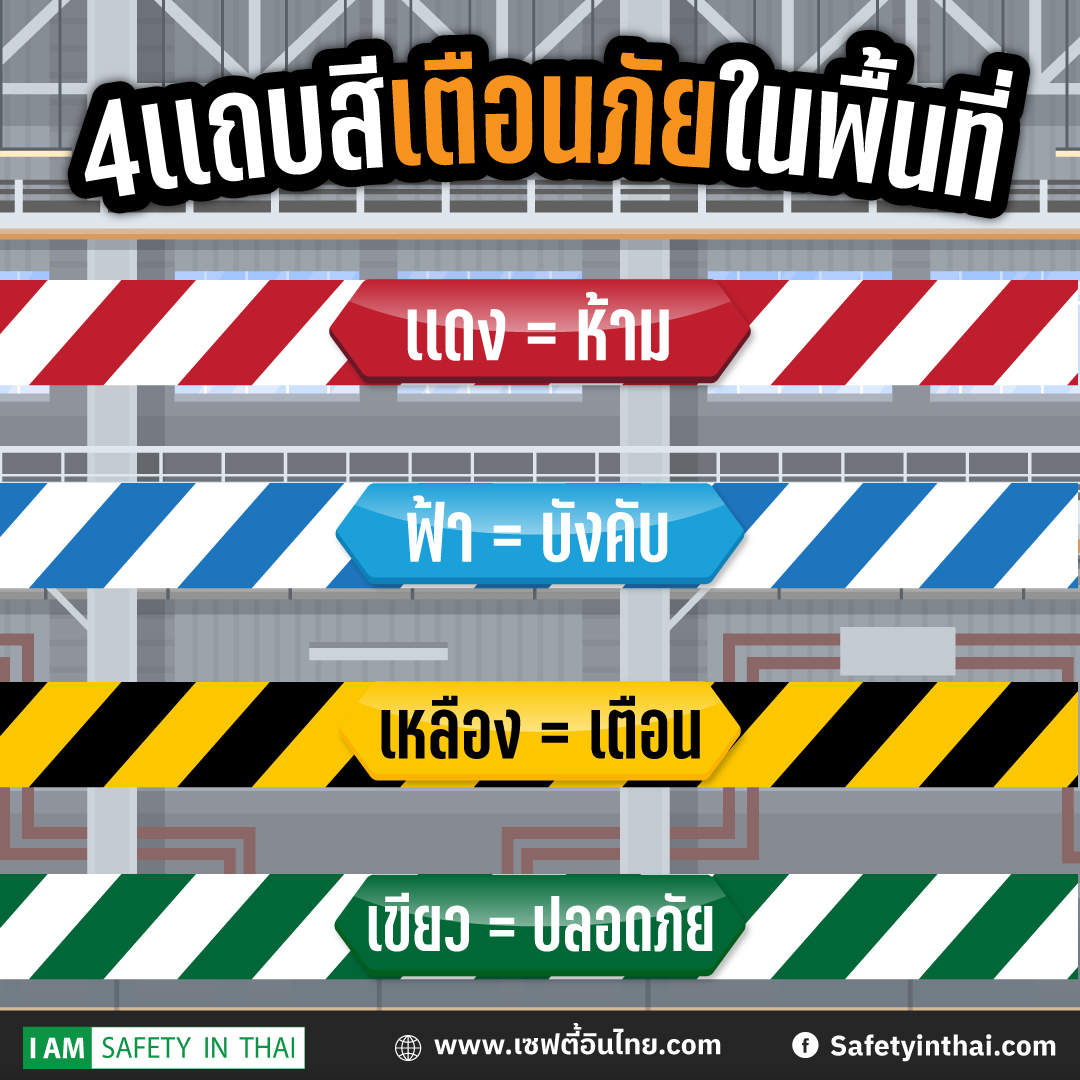 4แถบสีเตือนภัยในพื้นที่
แดง = ห้าม
ฟ้า = บังคับ
เหลือง = เตือน
เขียว = ปลอดภัย
I AM SAFETY IN THAI
www.เซฟตี้อินไทย.com
Safetyinthai.com